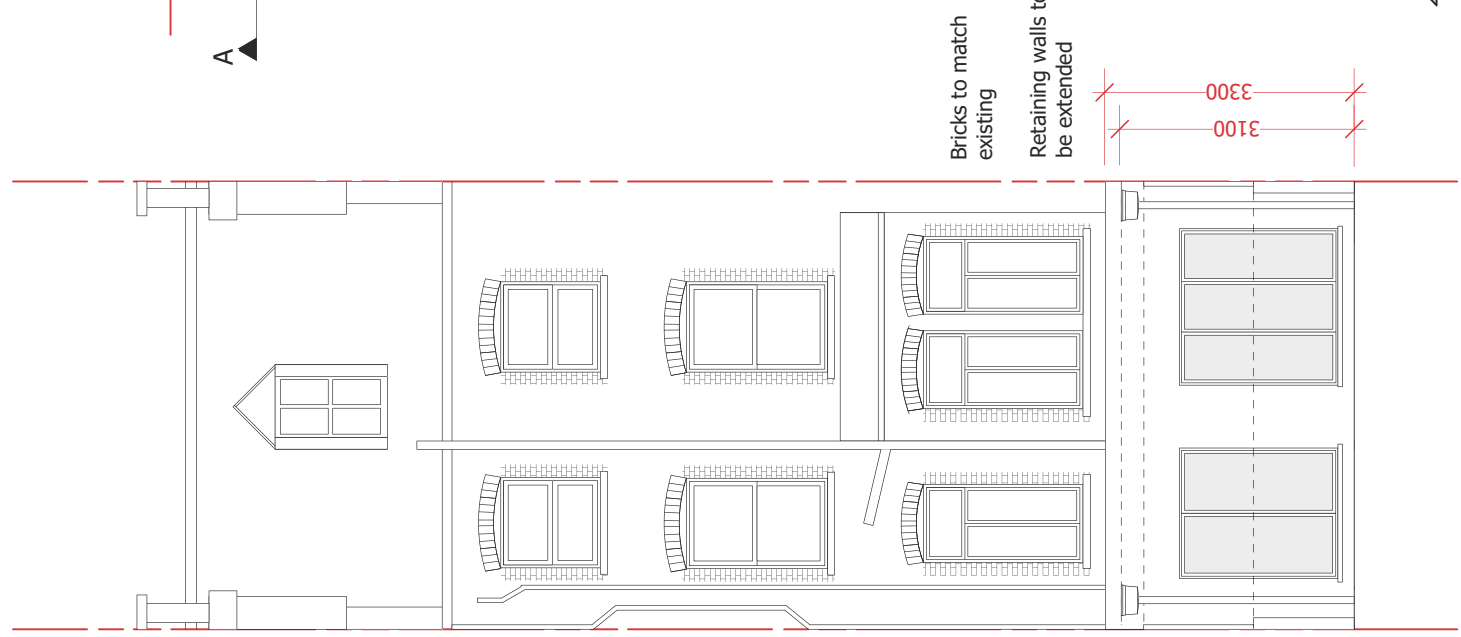 A
Bricks to match
existing
Retaining walls to
be extended
3300
3100